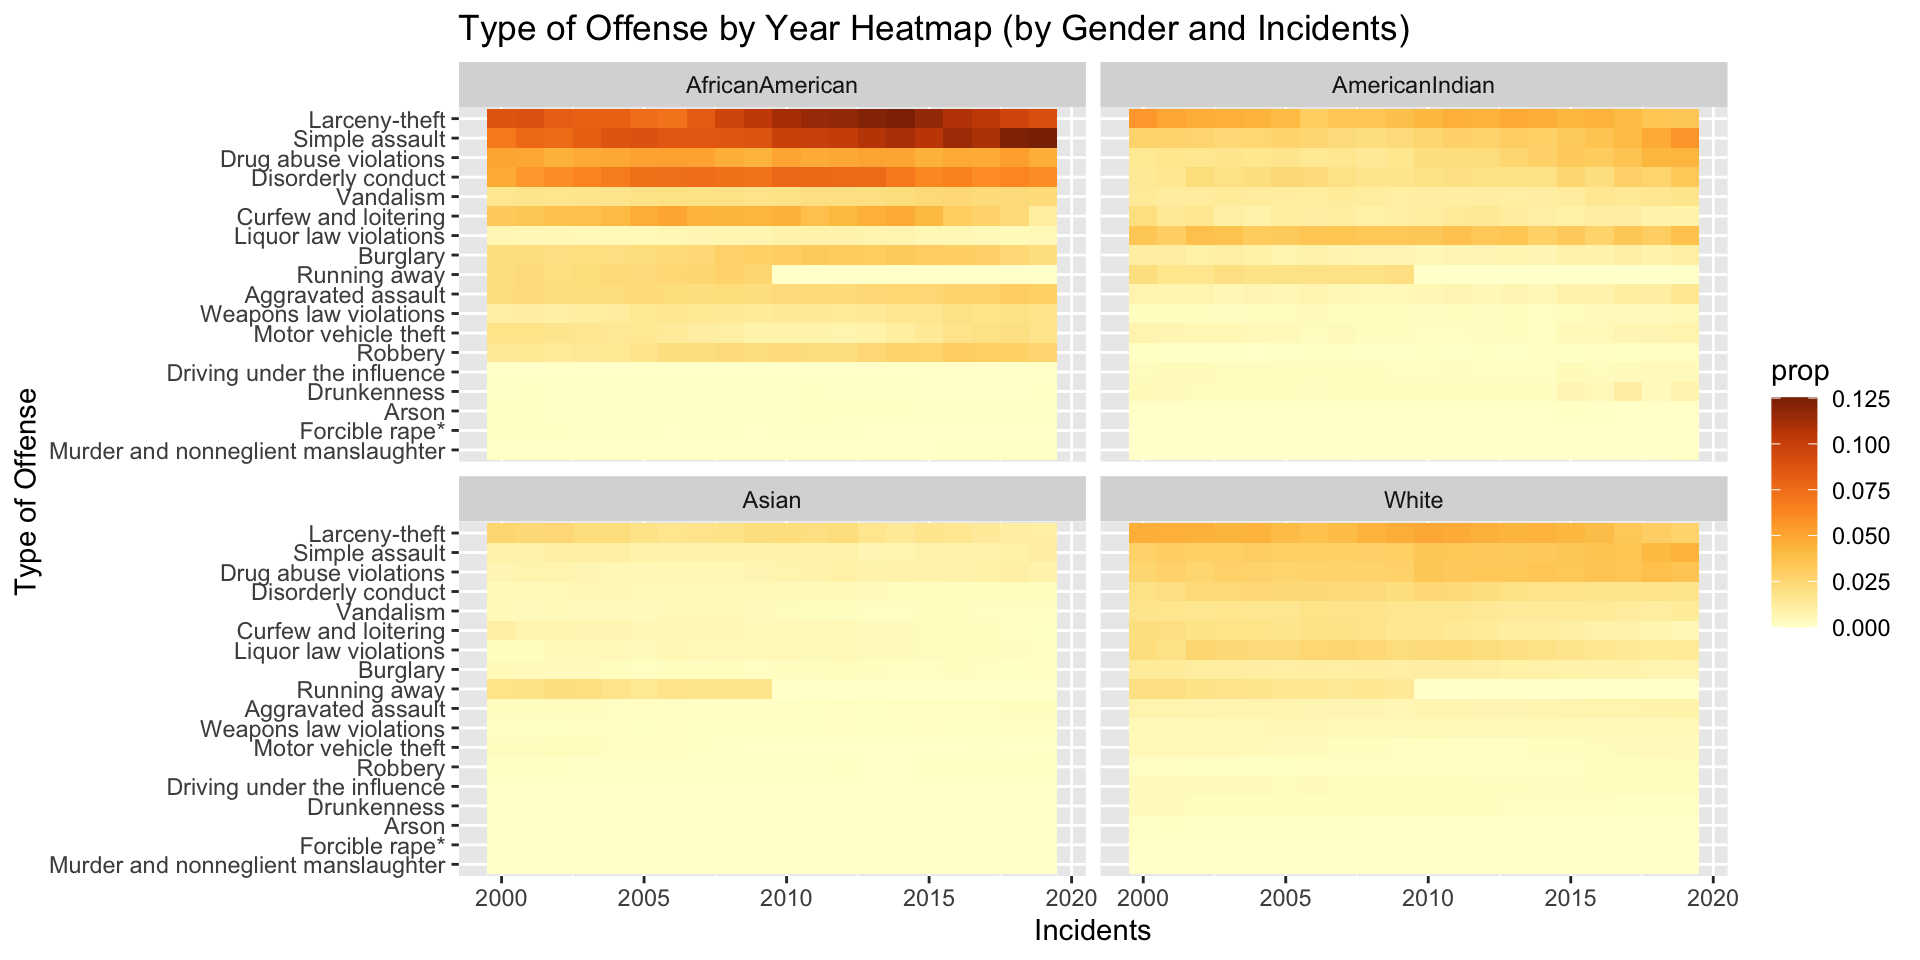 Type of Offense by Year Heatmap (by Gender and Incidents)
AfricanAmerican
AmericanIndian
Larceny-theft
Simple assault
Drug abuse violations
Disorderly conduct
Vandalism
Curfew and loitering
Liquor law violations
Burglary
Running away
Aggravated assault
Weapons law violations
Motor vehicle theft
Robbery
Driving under the influence
Drunkenness
Arson
Forcible rape*
Murder and nonneglient manslaughter
Asian
White
Larceny-theft
Simple assault
Drug abuse violations
Disorderly conduct
Vandalism
Curfew and loitering
Liquor law violations
Burglary
Running away
Aggravated assault
Weapons law violations
Motor vehicle theft
Robbery
Driving under the influence
Drunkenness
Arson
Forcible rape*
Murder and nonneglient manslaughter
2000 2005 2010 2015 2020
2000 2005 2010 2015 2020
Incidents
Type of Offense
prop
0.125
0.100
0.075
0.050
0.025
0.000